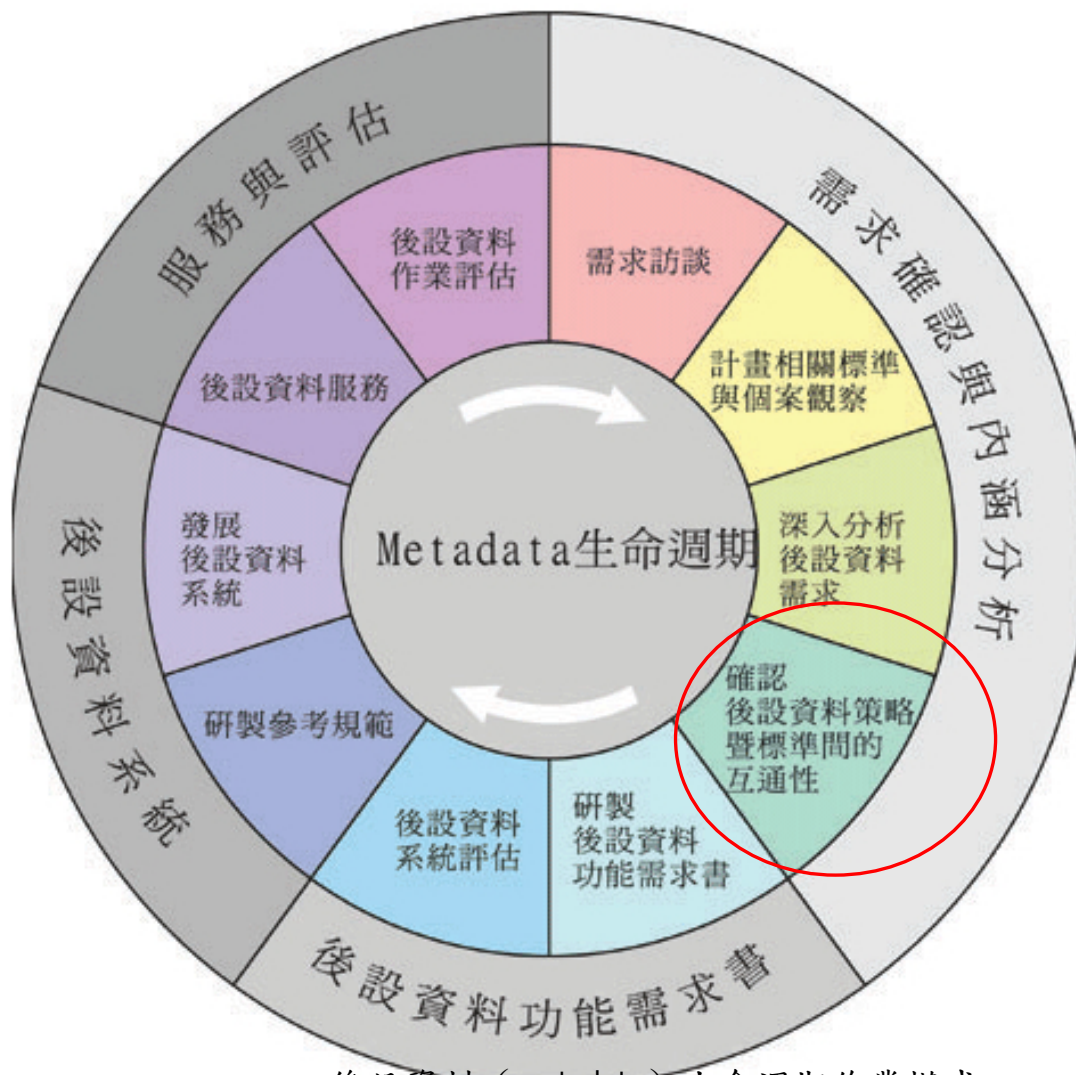 服務與評估
需求確認與內涵分析
後設資料
作業評估
需求訪談
計畫相關標準
與個案觀察
後設資料服務
深入分析
後設資料
需求
發展
後設資料
系統
Metadata生命週期
確認
後設資料策略
暨標準間的
互通性
研製參考規範
後設資料
系統評估
研製
後設資料
功能需求書
後設資料系統
後設資料功能需求書